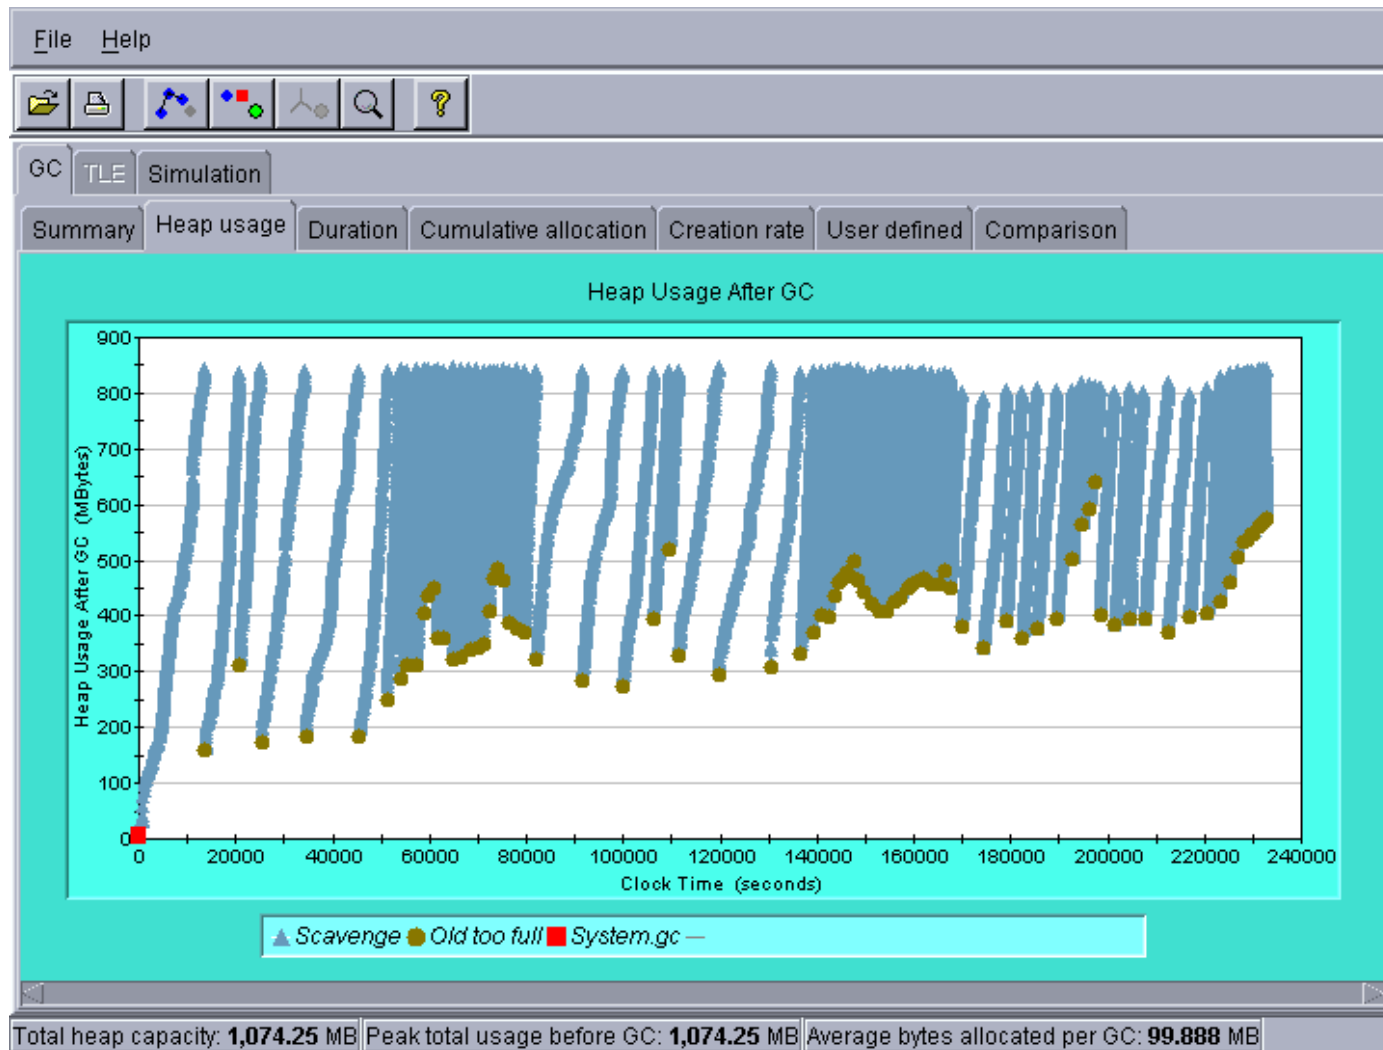 File Help
GC TLE Simulation
Summary Heap usage Duration Cumulative allocation Creation rate User defined Comparison
Heap Usage After GC
900
800
700
600
500
400
300
200
100
0
Heap Usage After GC (MBytes)
0 20000 40000 60000 80000 100000 120000 140000 160000 180000 200000 220000 240000
Clock Time (seconds)
Scavenge Old too full System.gc —
Total heap capacity: 1,074.25 MB Peak total usage before GC: 1,074.25 MB Average bytes allocated per GC: 99.888 MB